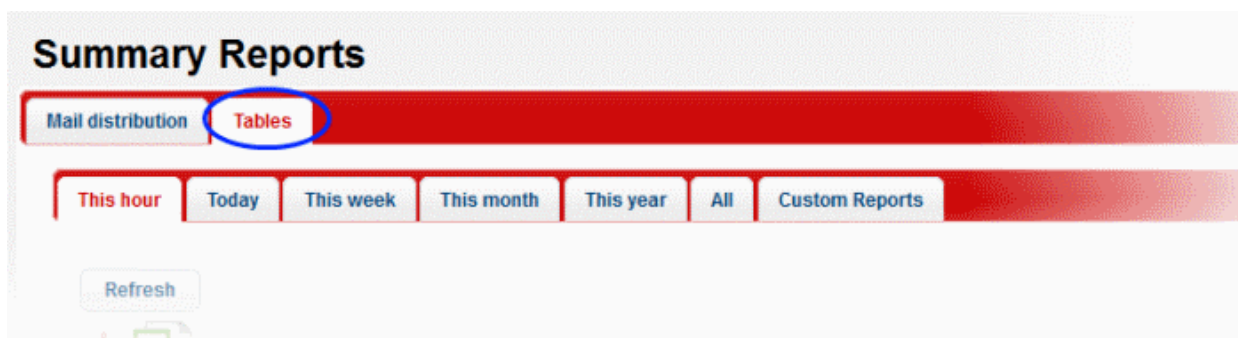 Summary Reports
Mail distribution Tables
This hour Today This week This month This year All Custom Reports
Refresh